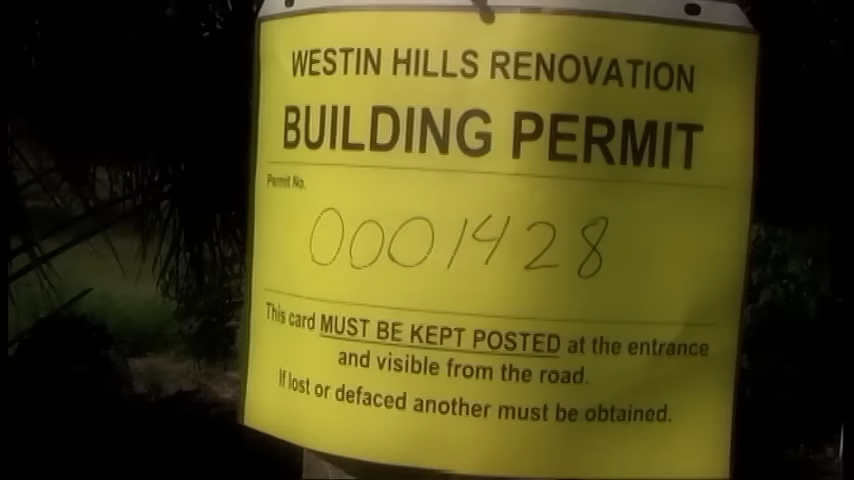 WESTIN HILLS RENOVATION
BUILDING PERMIT
Permit No.
0001428
This card MUST BE KEPT POSTED at the entrance
and visible from the road.
If lost or defaced another must be obtained.